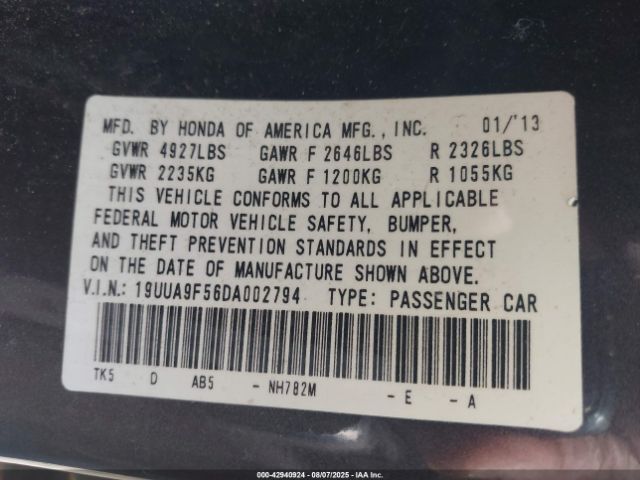 MFD. BY HONDA OF AMERICA MFG., INC. 01/'13
GVWR 4927LBS GAWR F 2646LBS R 2326LBS
GVWR 2235KG GAWR F 1200KG R 1055KG
THIS VEHICLE CONFORMS TO ALL APPLICABLE
FEDERAL MOTOR VEHICLE SAFETY, BUMPER,
AND THEFT PREVENTION STANDARDS IN EFFECT
ON THE DATE OF MANUFACTURE SHOWN ABOVE.
V.I.N.: 19UUA9F56DA002794 TYPE: PASSENGER CAR
TK5 D AB5 - NH782M - E - A
000-42940924 | 08/07/2025 | IAA Inc.